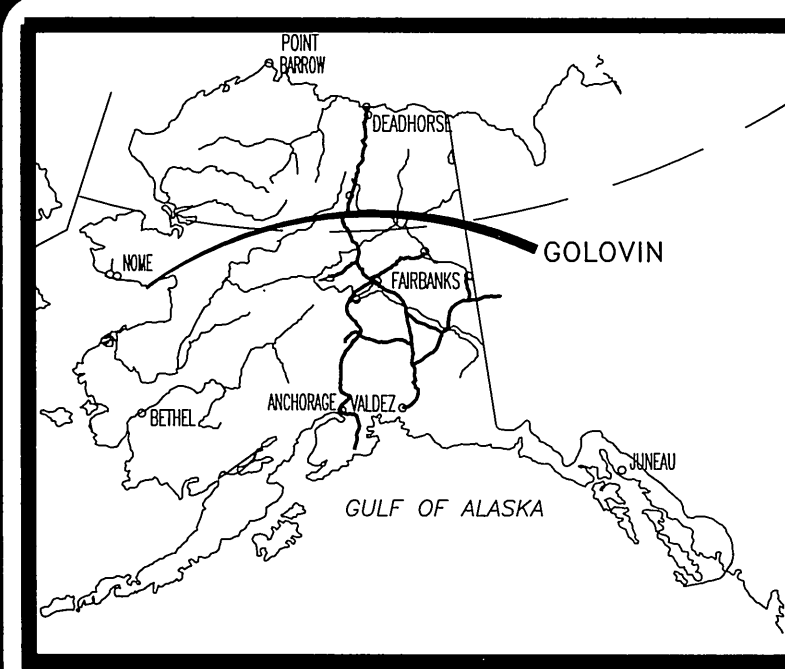 POINT
BARROW
DEADHORSE
NOME
GOLOVIN
FAIRBANKS
ANCHORAGE
VALDEZ
BETHEL
JUNEAU
GULF OF ALASKA